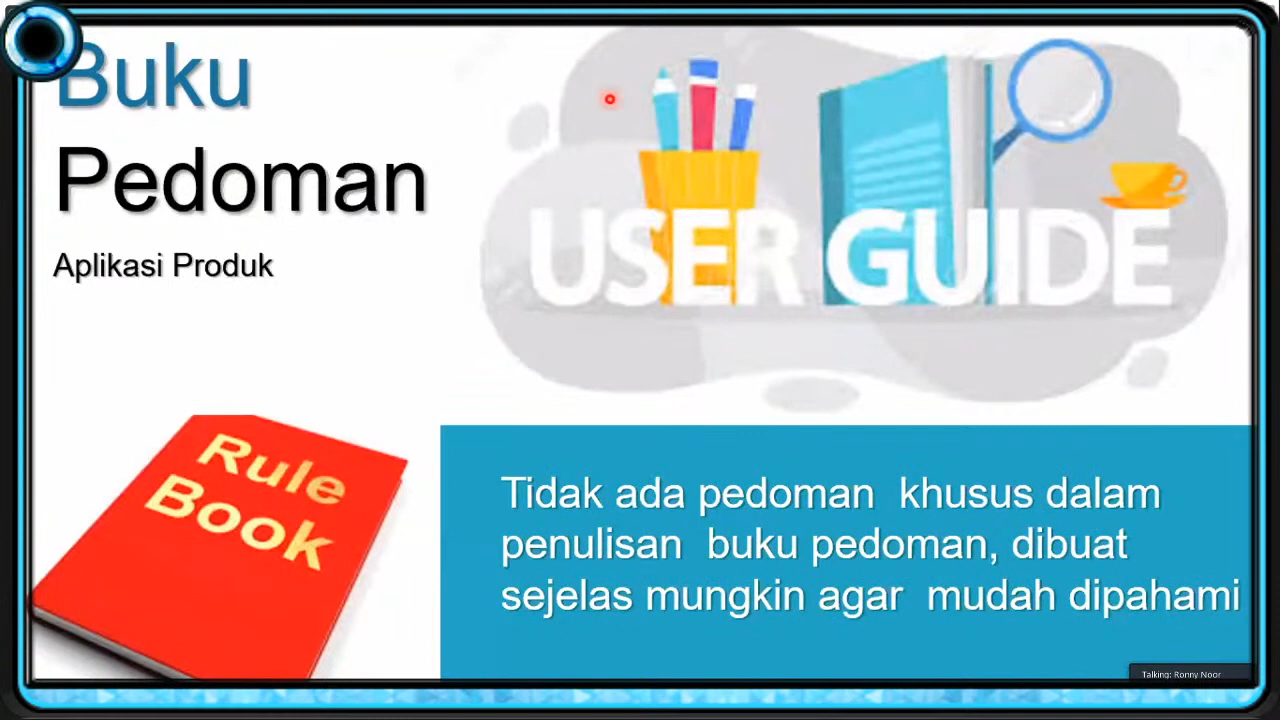 Buku
Pedoman
Aplikasi Produk
USER GUIDE
Rule
Book
Tidak ada pedoman khusus dalam
penulisan buku pedoman, dibuat
sejelas mungkin agar mudah dipahami
Talking: Ronny Noor